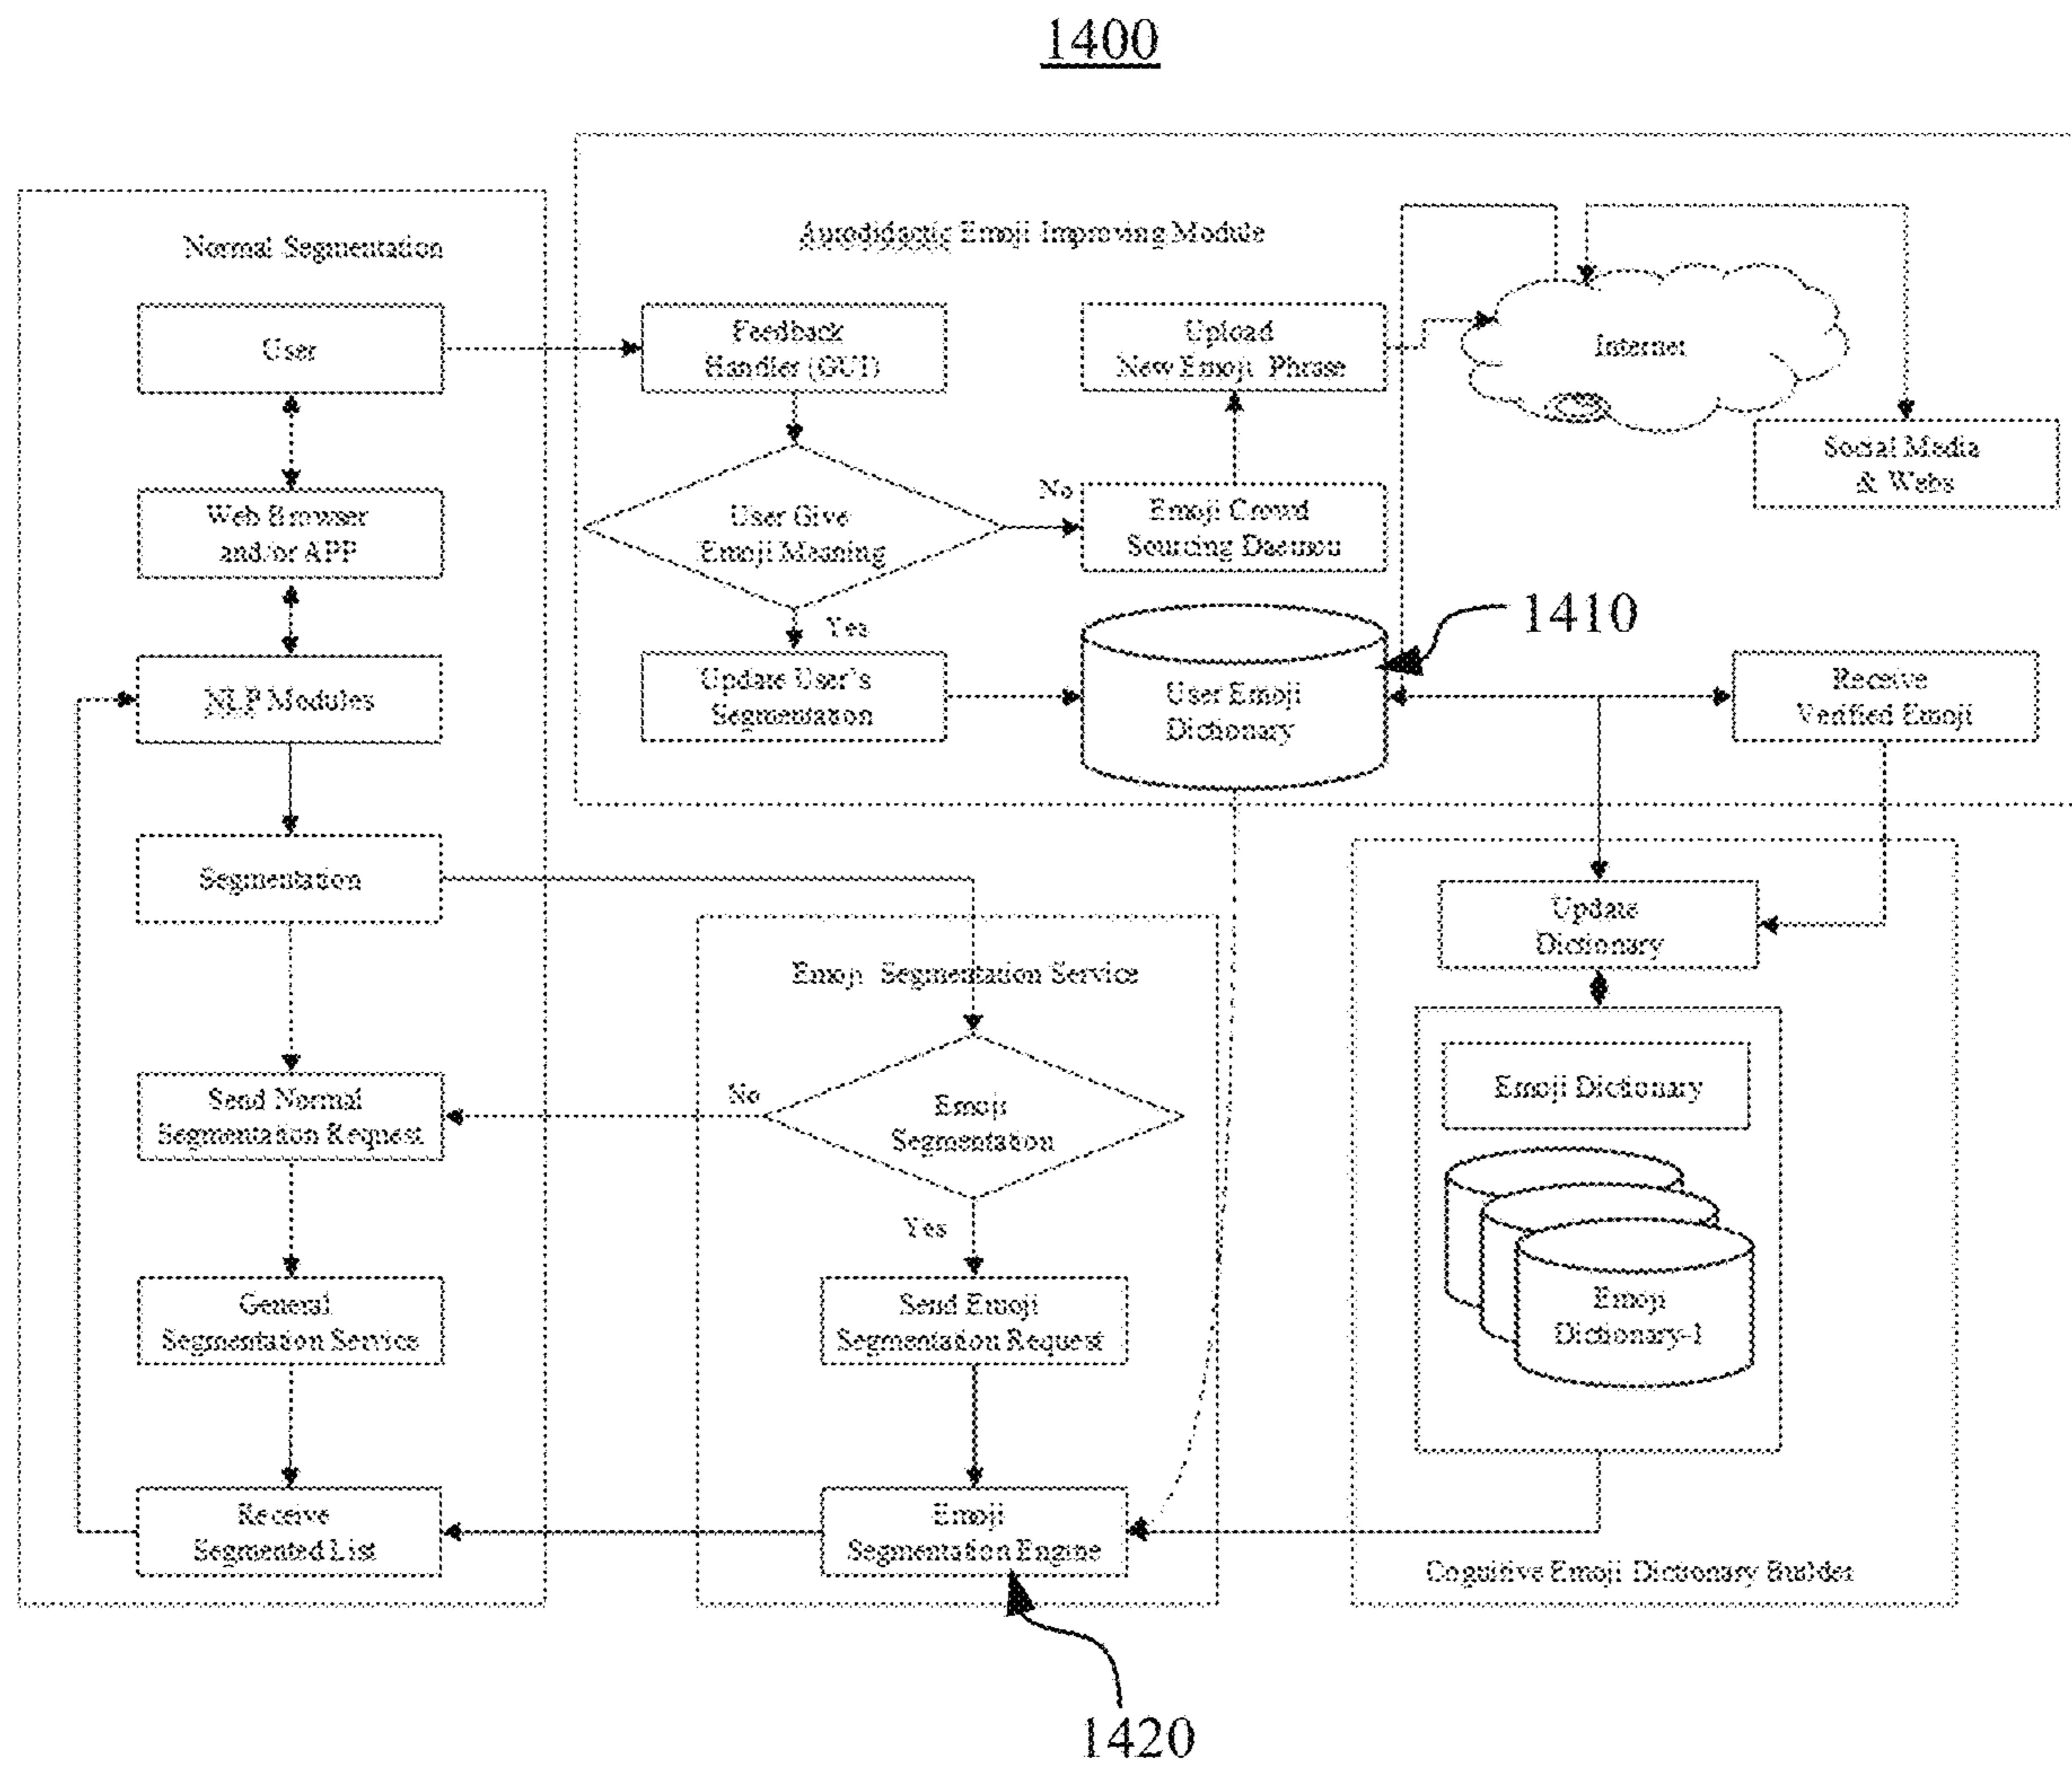 1400
Normal Segmentation
User
Web Browser
and/or APP
NLP Modules
Segmentation
Send Normal
Segmentation Request
General
Segmentation Service
Receive
Segmented List
Autodidactic Emoji Improving Module
Feedback
Handler (GUI)
User Give
Emoji Meaning
No
Yes
Update User's
Segmentation
Upload
New Emoji Phrase
Emoji Crowd
Sourcing Daemon
User Emoji
Dictionary
1410
Internet
Social Media
& Webs
Receive
Verified Emoji
Emoji Segmentation Service
Emoji
Segmentation
No
Yes
Send Emoji
Segmentation Request
Emoji
Segmentation Engine
1420
Update
Dictionary
Emoji Dictionary
Emoji
Dictionary-1
Cognitive Emoji Dictionary Builder